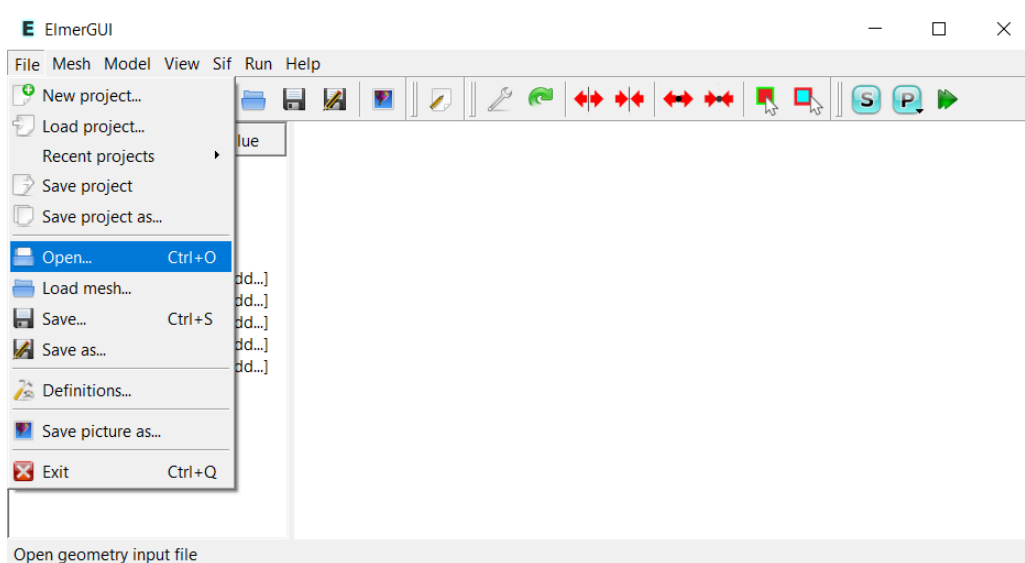 ElmerGUI
File Mesh Model View Sif Run Help
New project...
Load project...
Recent projects
Save project
Save project as...
Open... Ctrl+O
Load mesh...
Save... Ctrl+S
Save as...
Definitions...
Save picture as...
Exit Ctrl+Q
S P
lue
dd...]
dd...]
dd...]
dd...]
dd...]
Open geometry input file